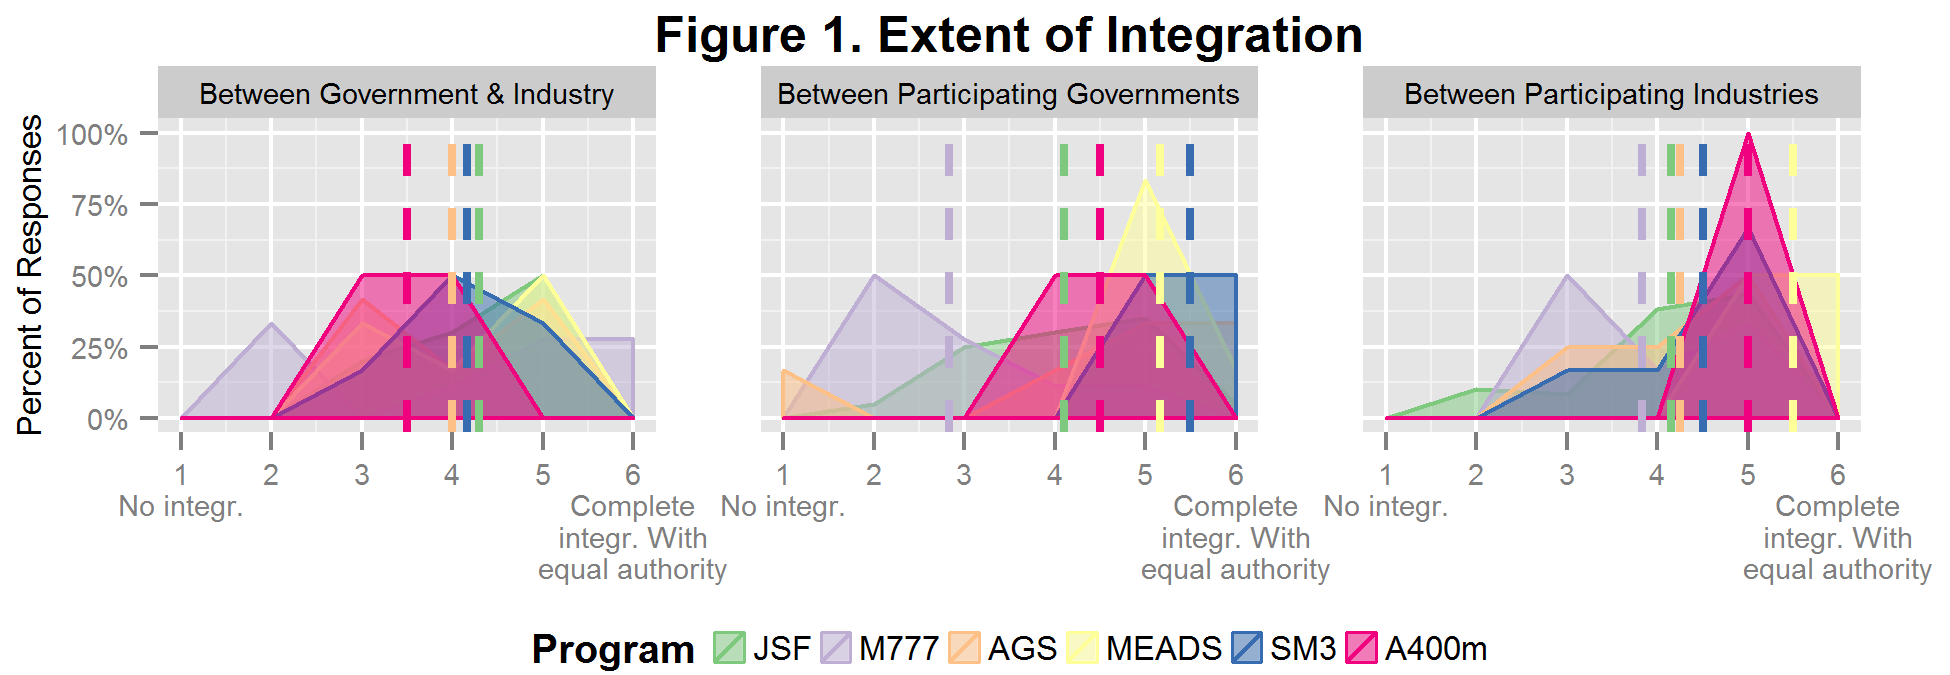 Figure 1. Extent of Integration
Between Government & Industry
Between Participating Governments
Between Participating Industries
Percent of Responses
100%
75%
50%
25%
0%
1 2 3 4 5 6
No integr.
Complete
integr. With
equal authority
1 2 3 4 5 6
No integr.
Complete
integr. With
equal authority
1 2 3 4 5 6
No integr.
Complete
integr. With
equal authority
Program JSF M777 AGS MEADS SM3 A400m